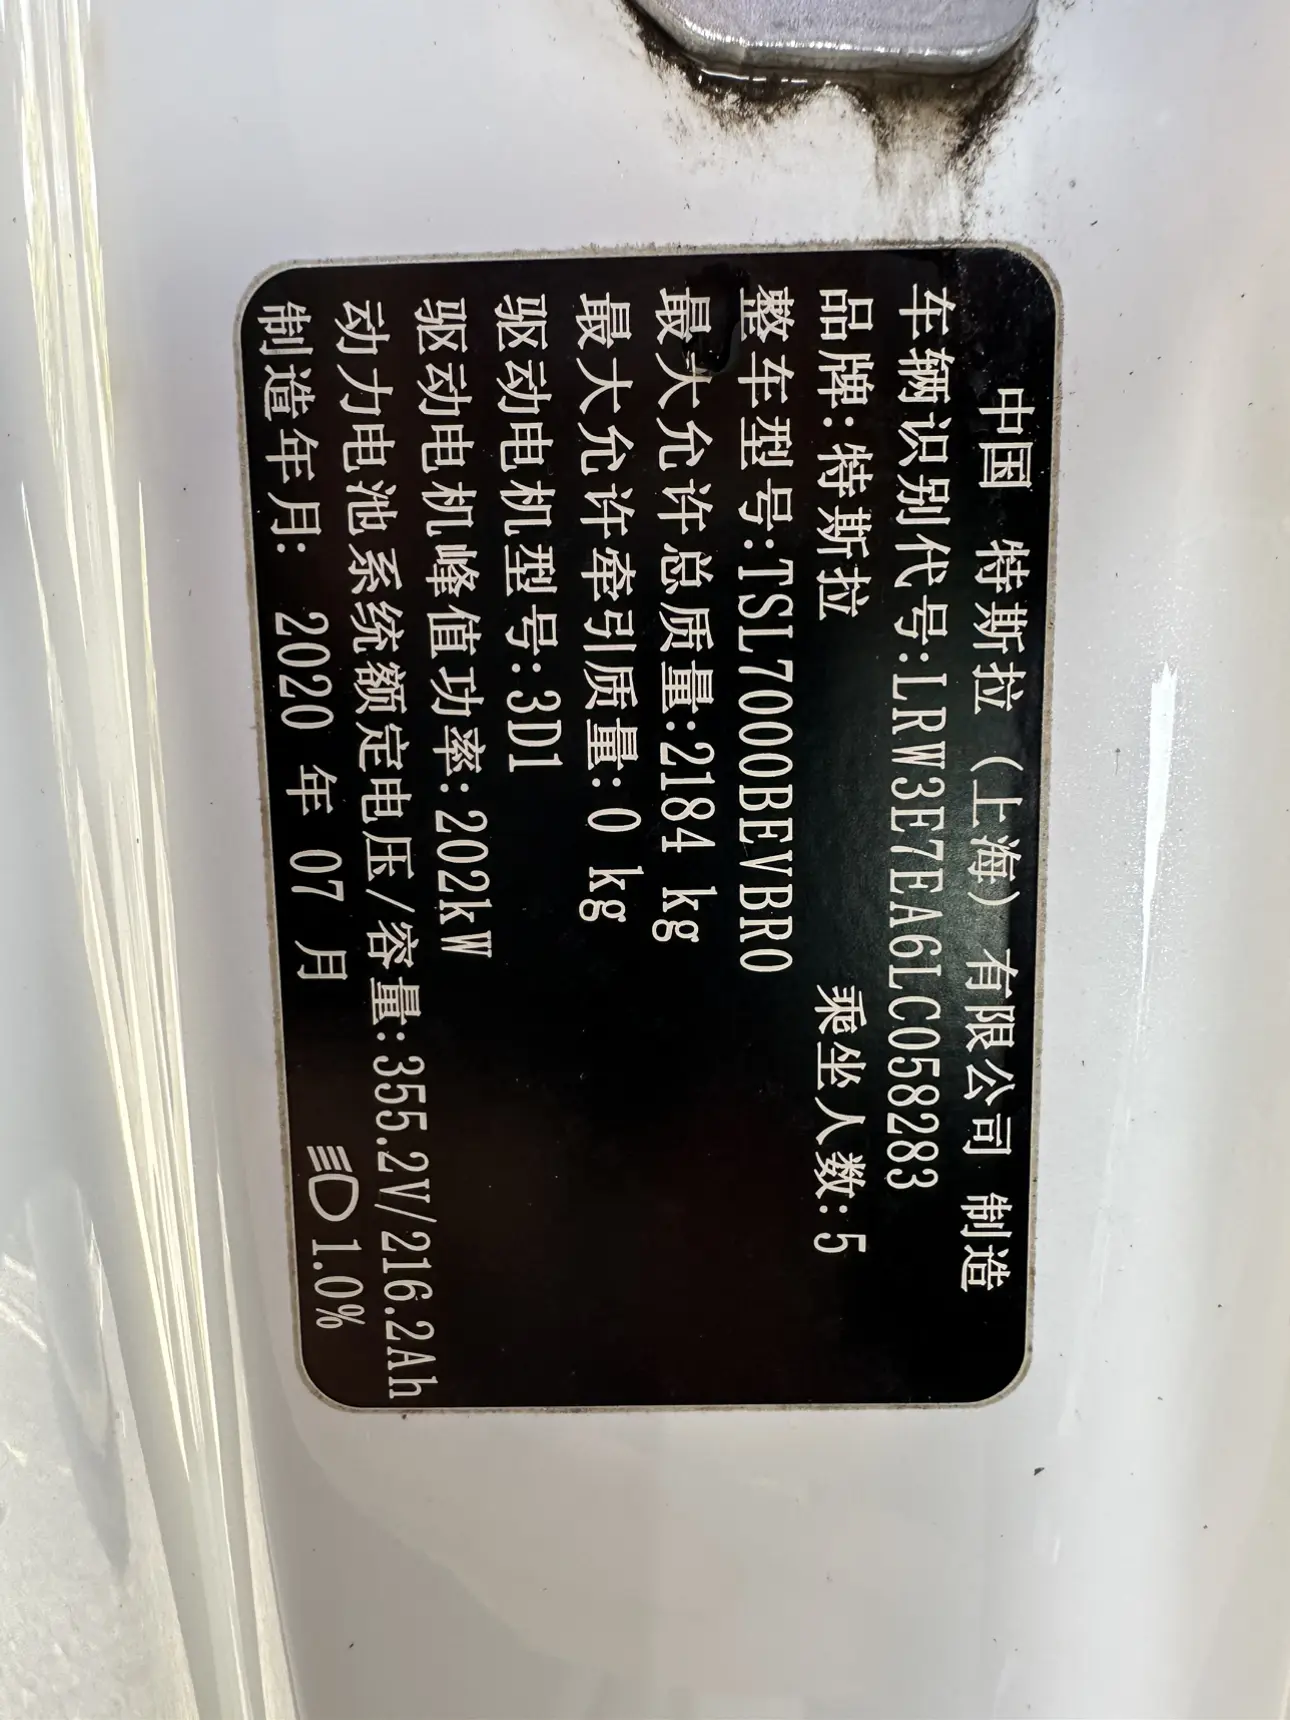 中国 特斯拉（上海）有限公司 制造
车辆识别代号:LRW3E7EA6LC058283
品牌:特斯拉 乘坐人数:5
整车型号:TSL7000BEVBR0
最大允许总质量:2184 kg
最大允许牵引质量:0 kg
驱动电机型号:3D1
驱动电机峰值功率:202kW
动力电池系统额定电压/容量:355.2V/216.2Ah
制造年月: 2020 年 07 月 1.0%